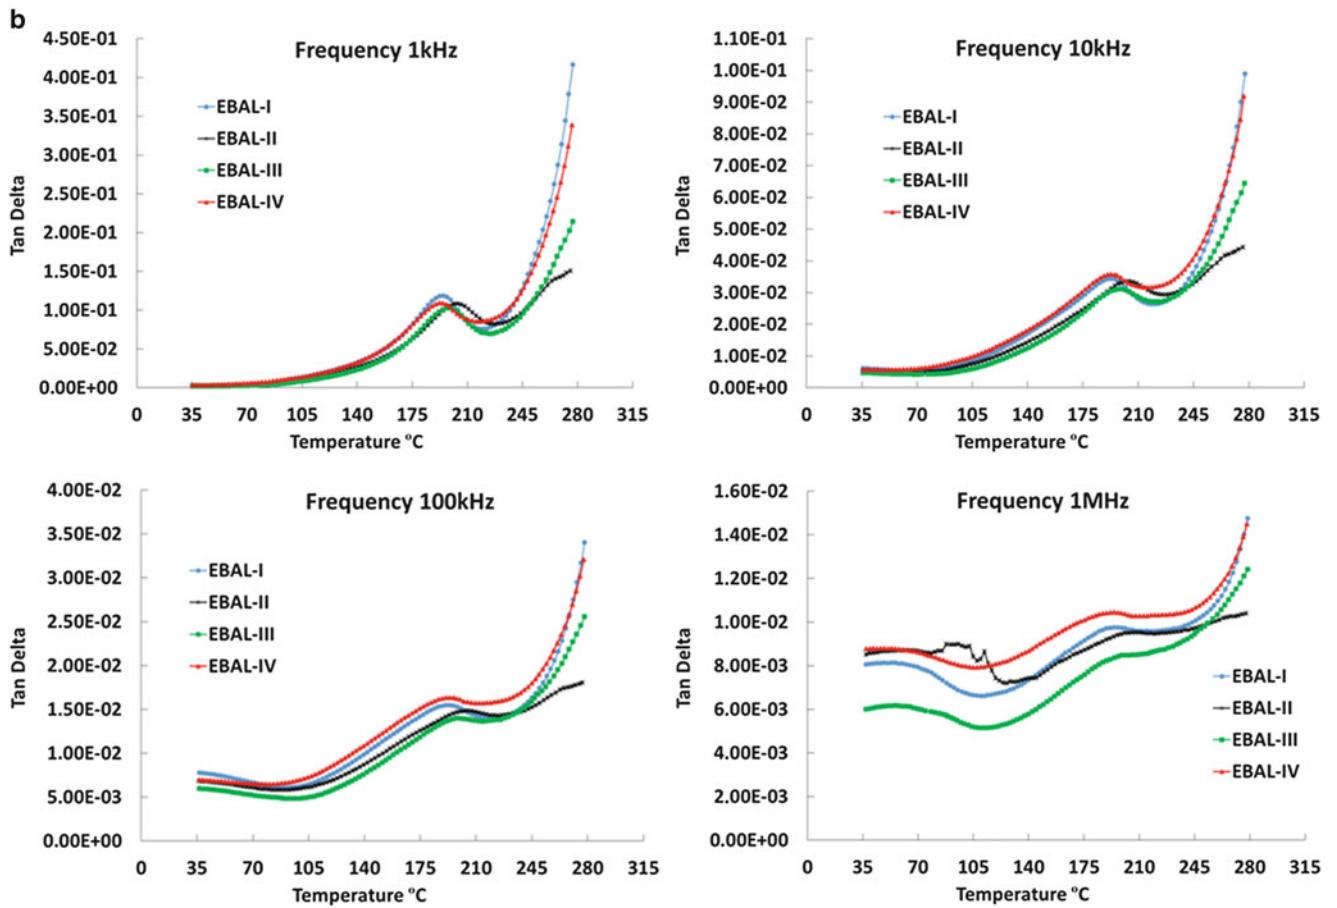 b
Frequency 1kHz
Tan Delta
4.50E-01
4.00E-01
3.50E-01
3.00E-01
2.50E-01
2.00E-01
1.50E-01
1.00E-01
5.00E-02
0.00E+00
EBAL-I
EBAL-II
EBAL-III
EBAL-IV
0 35 70 105 140 175 210 245 280 315
Temperature °C
Frequency 10kHz
Tan Delta
1.10E-01
1.00E-01
9.00E-02
8.00E-02
7.00E-02
6.00E-02
5.00E-02
4.00E-02
3.00E-02
2.00E-02
1.00E-02
0.00E+00
EBAL-I
EBAL-II
EBAL-III
EBAL-IV
0 35 70 105 140 175 210 245 280 315
Temperature °C
Frequency 100kHz
Tan Delta
4.00E-02
3.50E-02
3.00E-02
2.50E-02
2.00E-02
1.50E-02
1.00E-02
5.00E-03
0.00E+00
EBAL-I
EBAL-II
EBAL-III
EBAL-IV
0 35 70 105 140 175 210 245 280 315
Temperature °C
Frequency 1MHz
Tan Delta
1.60E-02
1.40E-02
1.20E-02
1.00E-02
8.00E-03
6.00E-03
4.00E-03
2.00E-03
0.00E+00
EBAL-I
EBAL-II
EBAL-III
EBAL-IV
0 35 70 105 140 175 210 245 280 315
Temperature °C